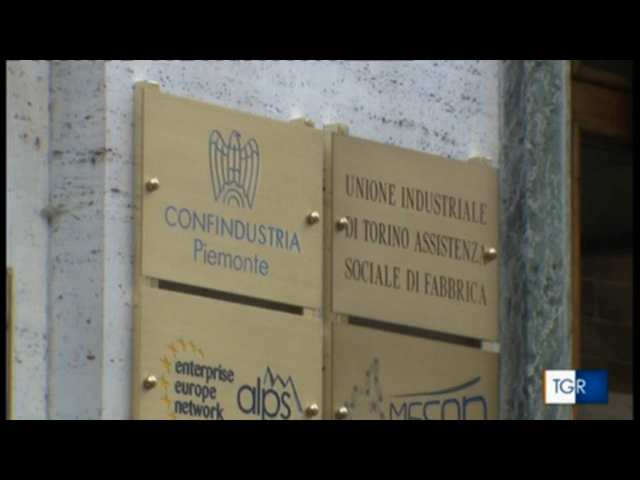 CONFINDUSTRIA
Piemonte
UNIONE INDUSTRIALE
DI TORINO ASSISTENZA
SOCIALE DI FABBRICA
enterprise
europe
network
alps
TGR